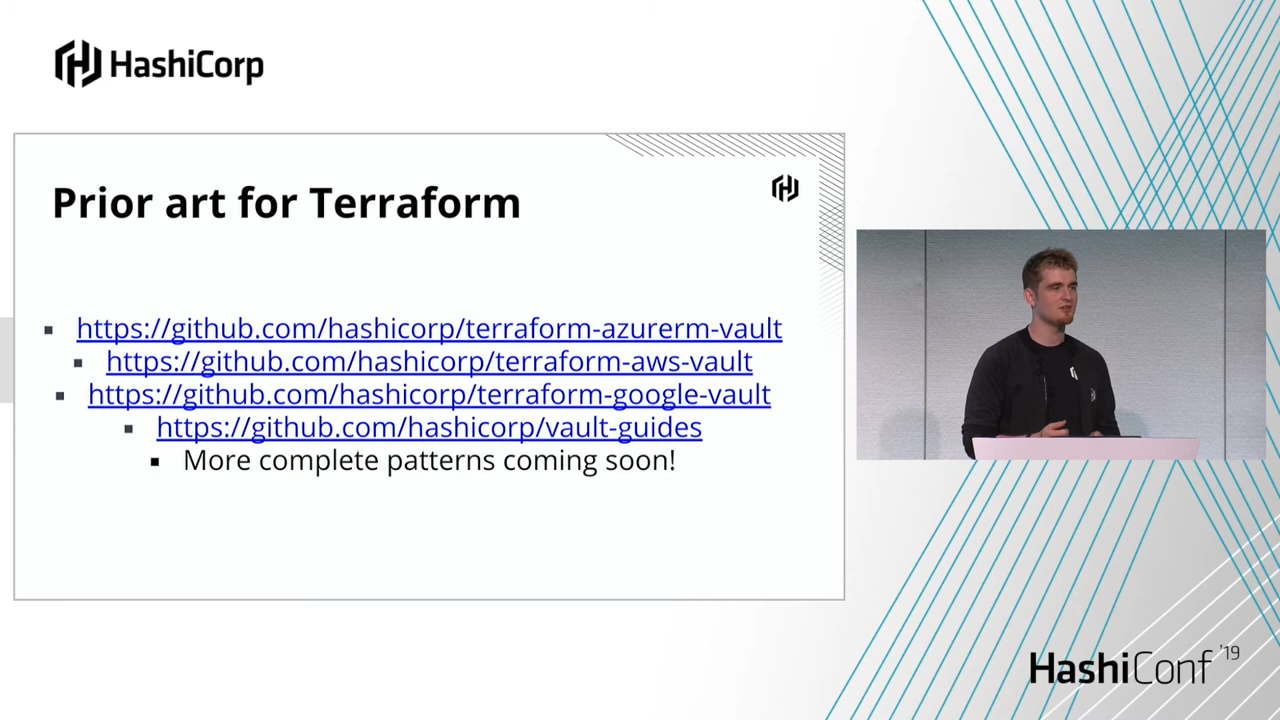 HashiCorp
Prior art for Terraform
https://github.com/hashicorp/terraform-azurerm-vault
https://github.com/hashicorp/terraform-aws-vault
https://github.com/hashicorp/terraform-google-vault
https://github.com/hashicorp/vault-guides
More complete patterns coming soon!
HashiConf '19